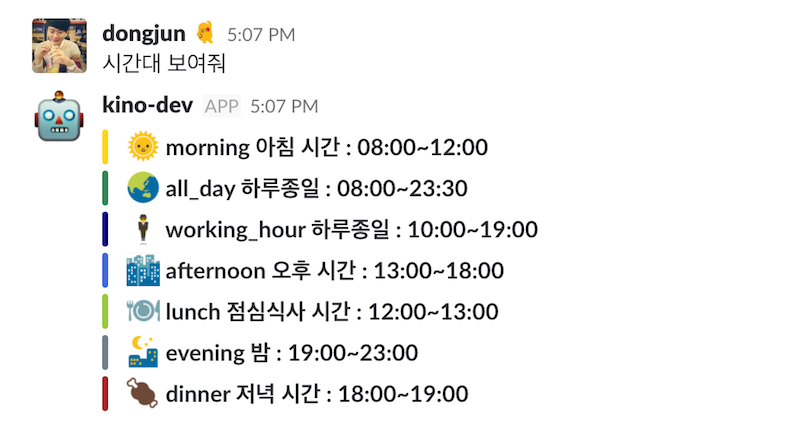 dongjun 5:07 PM
시간대 보여줘
kino-dev APP 5:07 PM
morning 아침 시간 : 08:00~12:00
all_day 하루종일 : 08:00~23:30
working_hour 하루종일 : 10:00~19:00
afternoon 오후 시간 : 13:00~18:00
lunch 점심식사 시간 : 12:00~13:00
evening 밤 : 19:00~23:00
dinner 저녁 시간 : 18:00~19:00